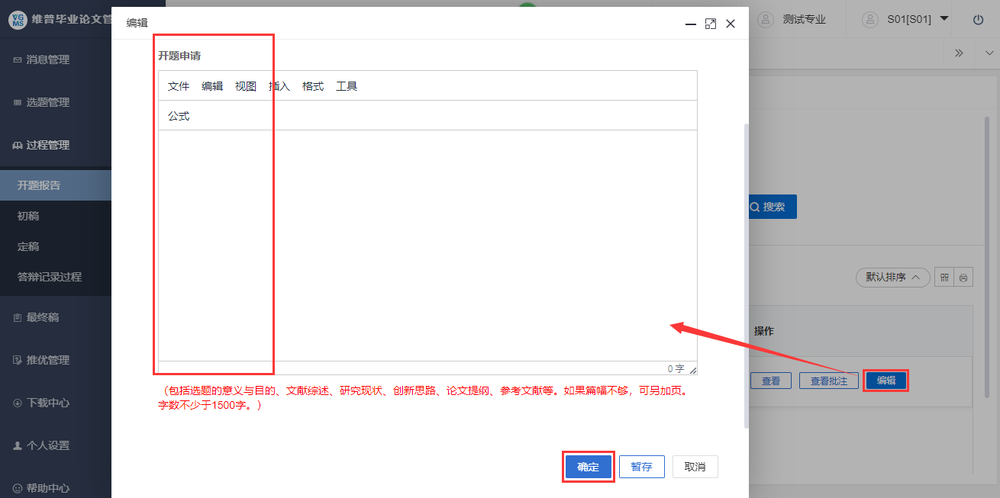 VG
MS
维普毕业论文管
消息管理
选题管理
过程管理
开题报告
初稿
定稿
答辩记录过程
最终稿
推优管理
下载中心
个人设置
帮助中心
编辑
开题申请
文件 编辑 视图 插入 格式 工具
公式
0 字
（包括选题的意义与目的、文献综述、研究现状、创新思路、论文提纲、参考文献等。如果篇幅不够，可另加页。
字数不少于1500字。）
确定 暂存 取消
测试专业 S01[S01]
搜索
默认排序
操作
查看 查看批注 编辑